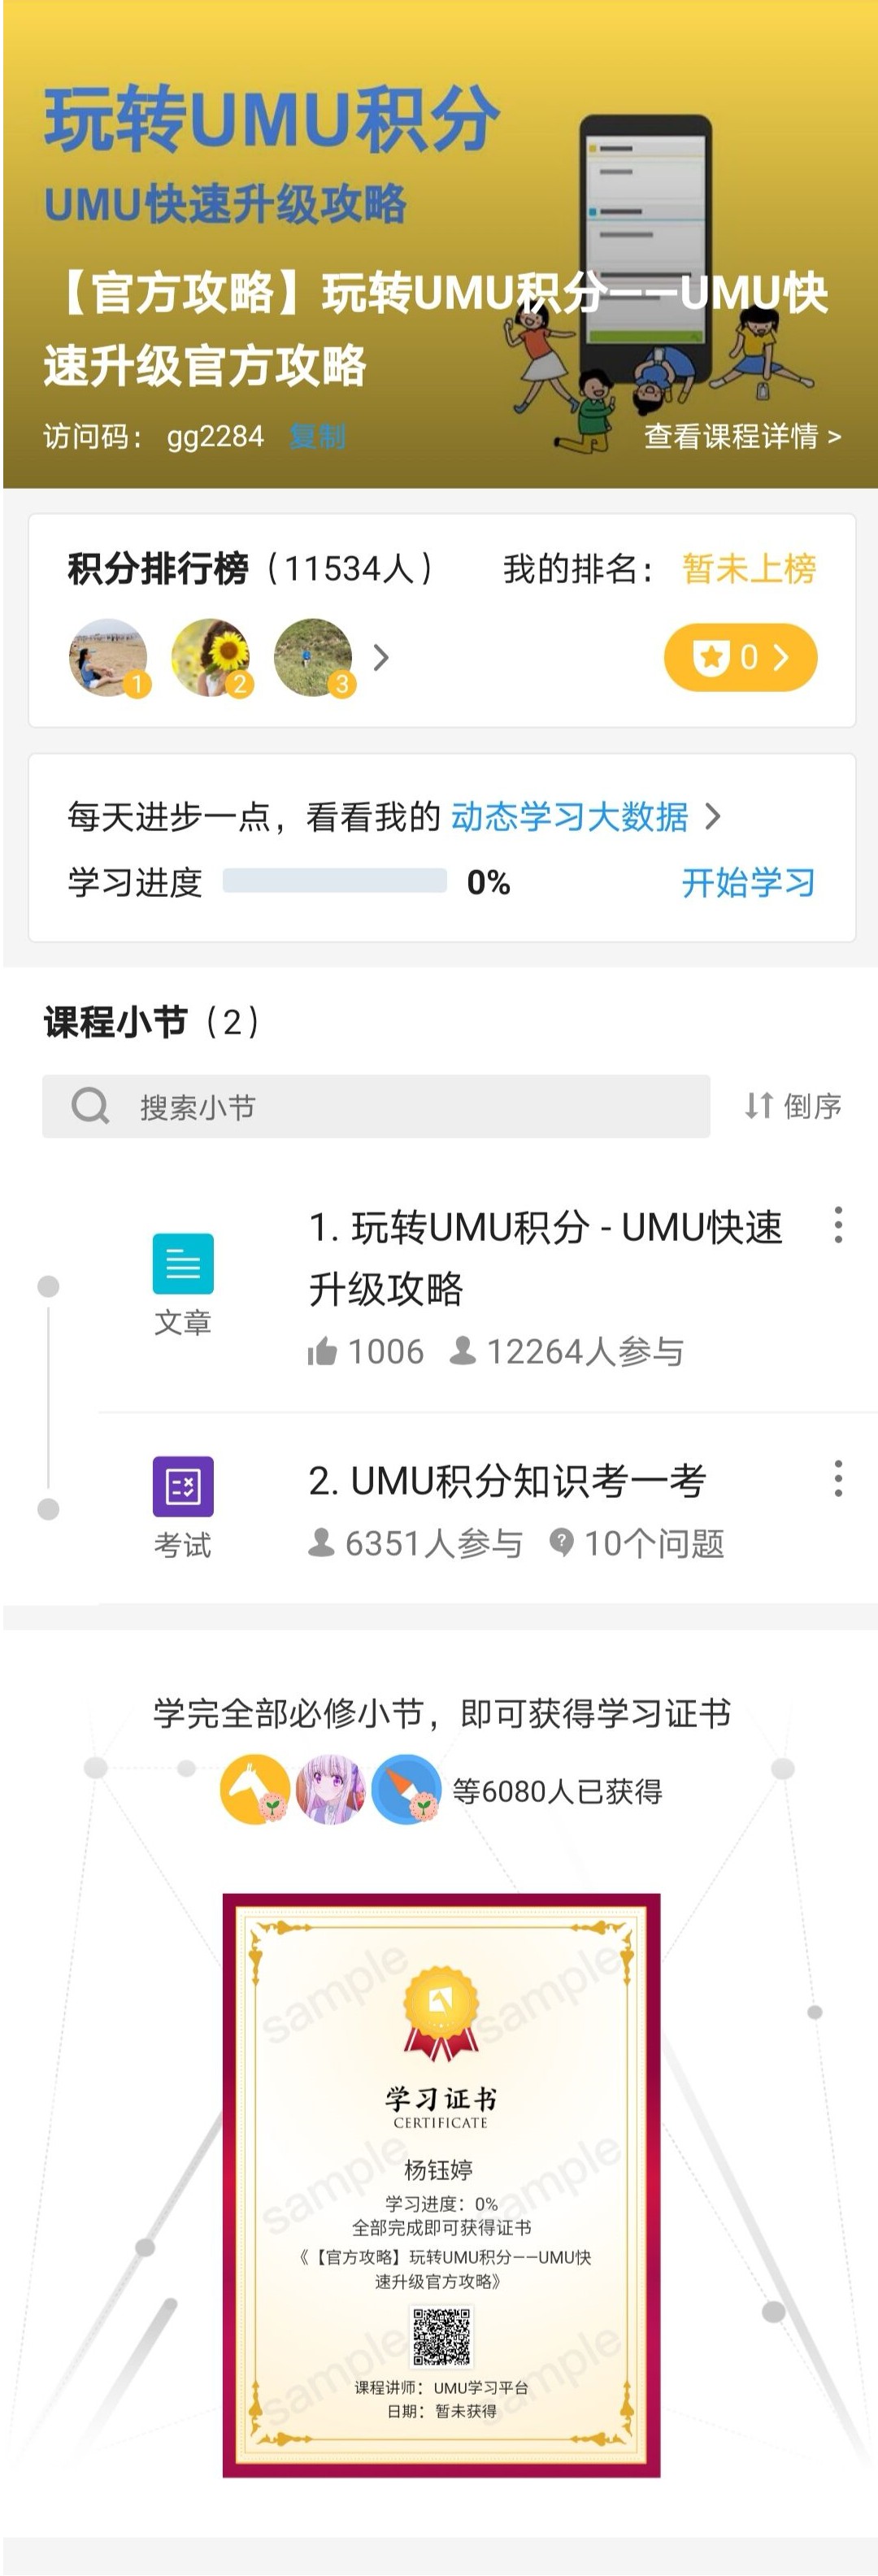 玩转UMU积分
UMU快速升级攻略
【官方攻略】玩转UMU积分——UMU快
速升级官方攻略
访问码： gg2284 复制 查看课程详情 >
积分排行榜（11534人） 我的排名： 暂未上榜
1 2 3 0
每天进步一点，看看我的 动态学习大数据
学习进度 0% 开始学习
课程小节（2）
搜索小节 倒序
1. 玩转UMU积分 - UMU快速
升级攻略
文章
1006 12264人参与
2. UMU积分知识考一考
考试
6351人参与 10个问题
学完全部必修小节，即可获得学习证书
等6080人已获得
sample sample
学习证书
CERTIFICATE
sample sample
杨钰婷
学习进度：0%
全部完成即可获得证书
《【官方攻略】玩转UMU积分——UMU快
速升级官方攻略》
sample sample
课程讲师： UMU学习平台
日期： 暂未获得